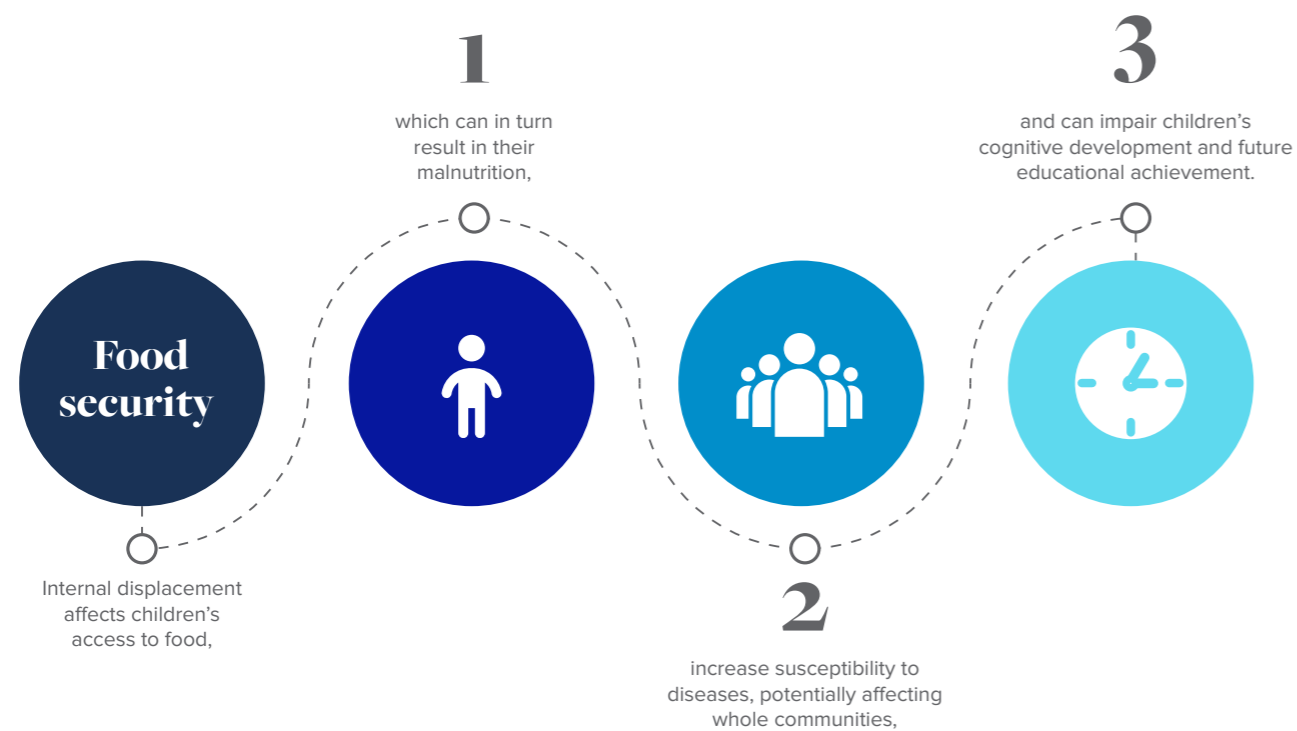 Food
security
Internal displacement
affects children’s
access to food,
1
which can in turn
result in their
malnutrition,
2
increase susceptibility to
diseases, potentially affecting
whole communities,
3
and can impair children’s
cognitive development and future
educational achievement.